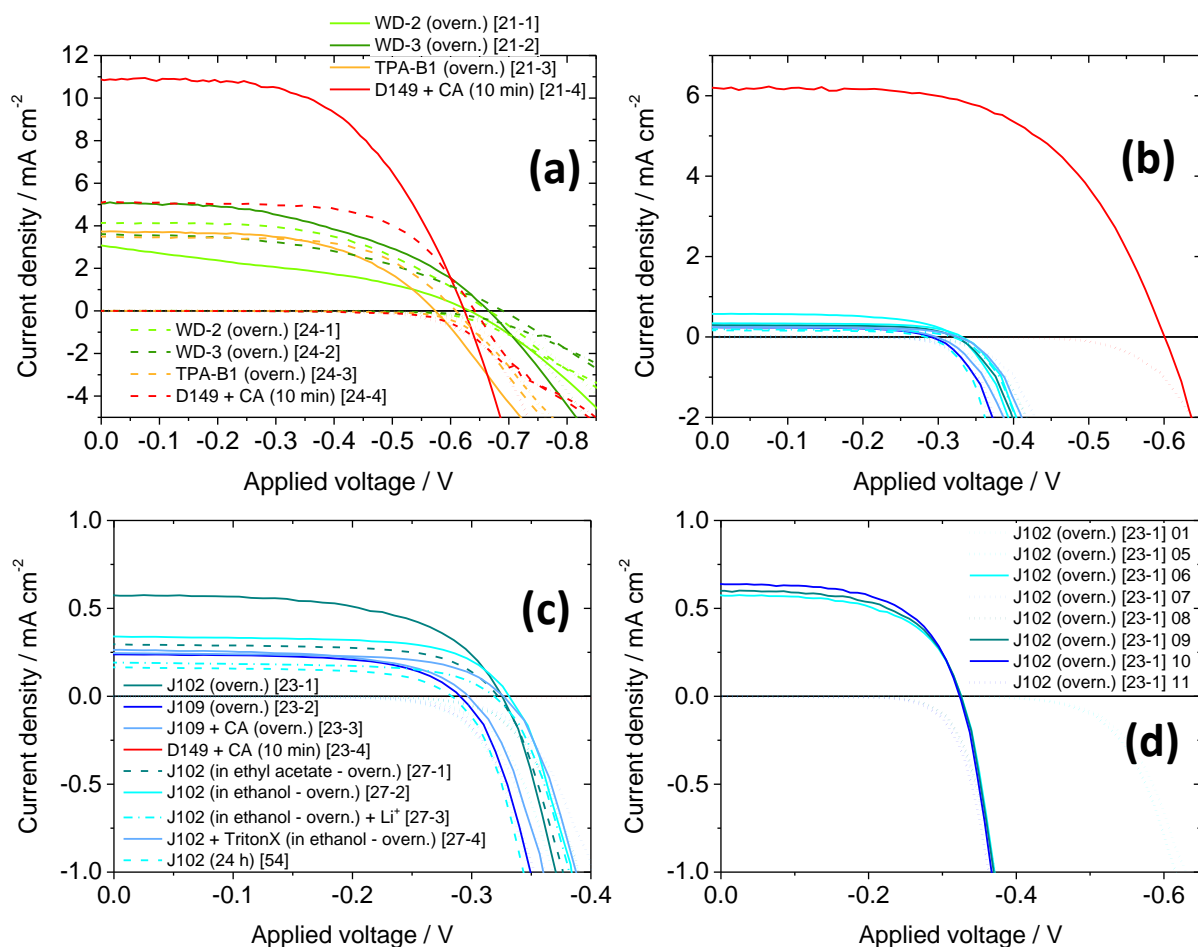 WD-2 (overn.) [21-1]
WD-3 (overn.) [21-2]
TPA-B1 (overn.) [21-3]
D149 + CA (10 min) [21-4]
(a)
12
10
8
6
4
2
0
-2
-4
Current density / mA cm⁻²
WD-2 (overn.) [24-1]
WD-3 (overn.) [24-2]
TPA-B1 (overn.) [24-3]
D149 + CA (10 min) [24-4]
0.0 -0.1 -0.2 -0.3 -0.4 -0.5 -0.6 -0.7 -0.8
Applied voltage / V
(b)
6
4
2
0
-2
Current density / mA cm⁻²
0.0 -0.1 -0.2 -0.3 -0.4 -0.5 -0.6
Applied voltage / V
(c)
1.0
0.5
0.0
-0.5
-1.0
Current density / mA cm⁻²
J102 (overn.) [23-1]
J109 (overn.) [23-2]
J109 + CA (overn.) [23-3]
D149 + CA (10 min) [23-4]
J102 (in ethyl acetate - overn.) [27-1]
J102 (in ethanol - overn.) [27-2]
J102 (in ethanol - overn.) + Li⁺ [27-3]
J102 + TritonX (in ethanol - overn.) [27-4]
J102 (24 h) [54]
0.0 -0.1 -0.2 -0.3 -0.4
Applied voltage / V
J102 (overn.) [23-1] 01
J102 (overn.) [23-1] 05
J102 (overn.) [23-1] 06
J102 (overn.) [23-1] 07
J102 (overn.) [23-1] 08
J102 (overn.) [23-1] 09
J102 (overn.) [23-1] 10
J102 (overn.) [23-1] 11
(d)
1.0
0.5
0.0
-0.5
-1.0
Current density / mA cm⁻²
0.0 -0.2 -0.4 -0.6
Applied voltage / V